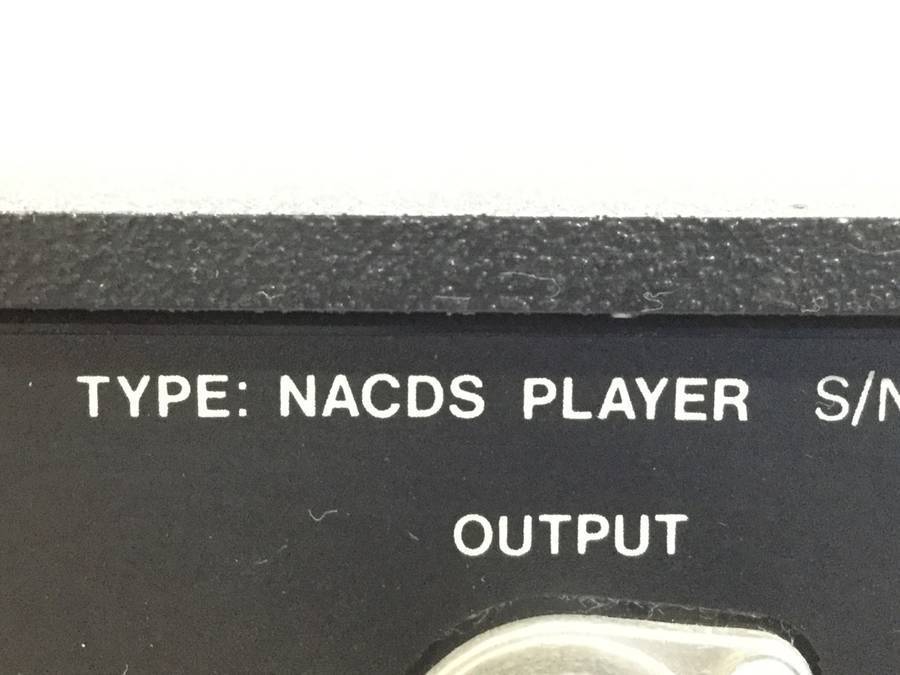 TYPE: NACDS PLAYER S/N
OUTPUT